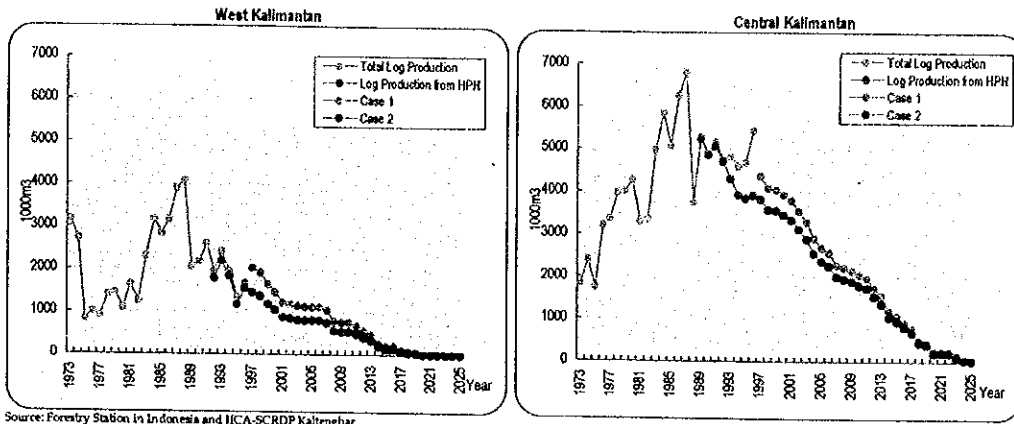 West Kalimantan
7000
6000
5000
4000
3000
2000
1000
0
1000m3
Total Log Production
Log Production from HPH
Case 1
Case 2
1973
1977
1981
1985
1989
1993
1997
2001
2005
2009
2013
2017
2021
2025
Year
Central Kalimantan
7000
6000
5000
4000
3000
2000
1000
0
1000m3
Total Log Production
Log Production from HPH
Case 1
Case 2
1973
1977
1981
1985
1989
1993
1997
2001
2005
2009
2013
2017
2021
2025
Year
Source: Forestry Station in Indonesia and JICA-SCRDP Kaltengbar